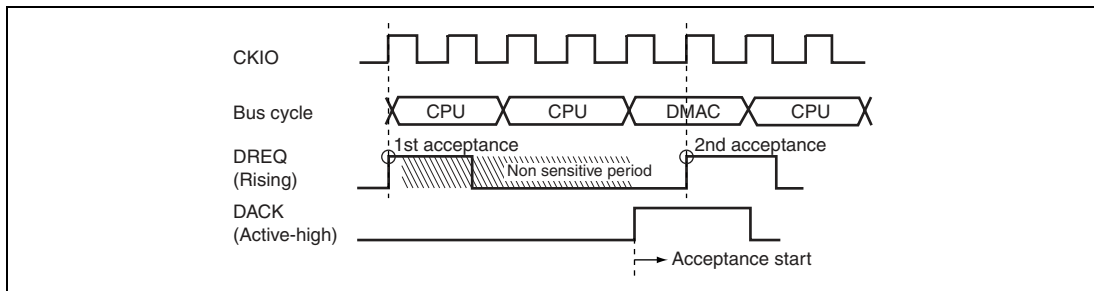 CKIO
Bus cycle CPU CPU DMAC CPU
DREQ
(Rising)
1st acceptance 2nd acceptance
Non sensitive period
DACK
(Active-high)
Acceptance start